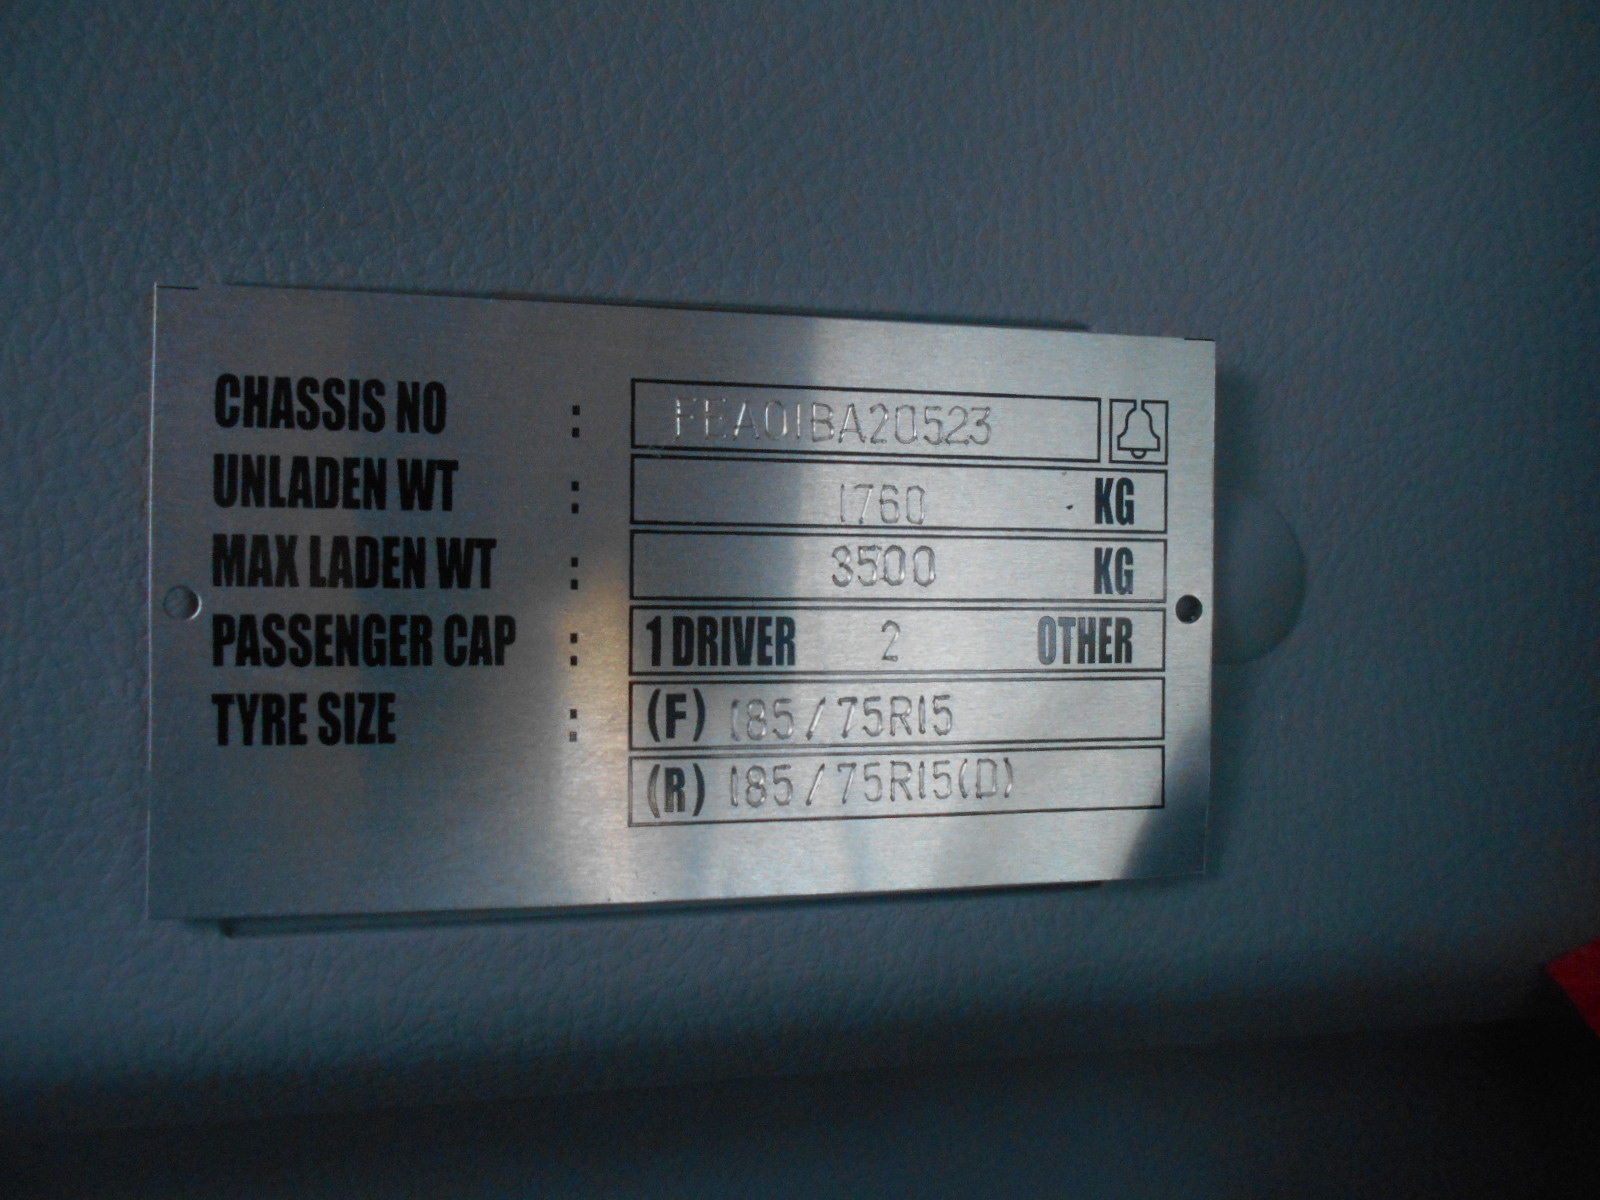 CHASSIS NO : FEA01BA20523
UNLADEN WT : 1760 KG
MAX LADEN WT : 3500 KG
PASSENGER CAP : 1 DRIVER 2 OTHER
TYRE SIZE : (F) 185/75R15
(R) 185/75R15(D)